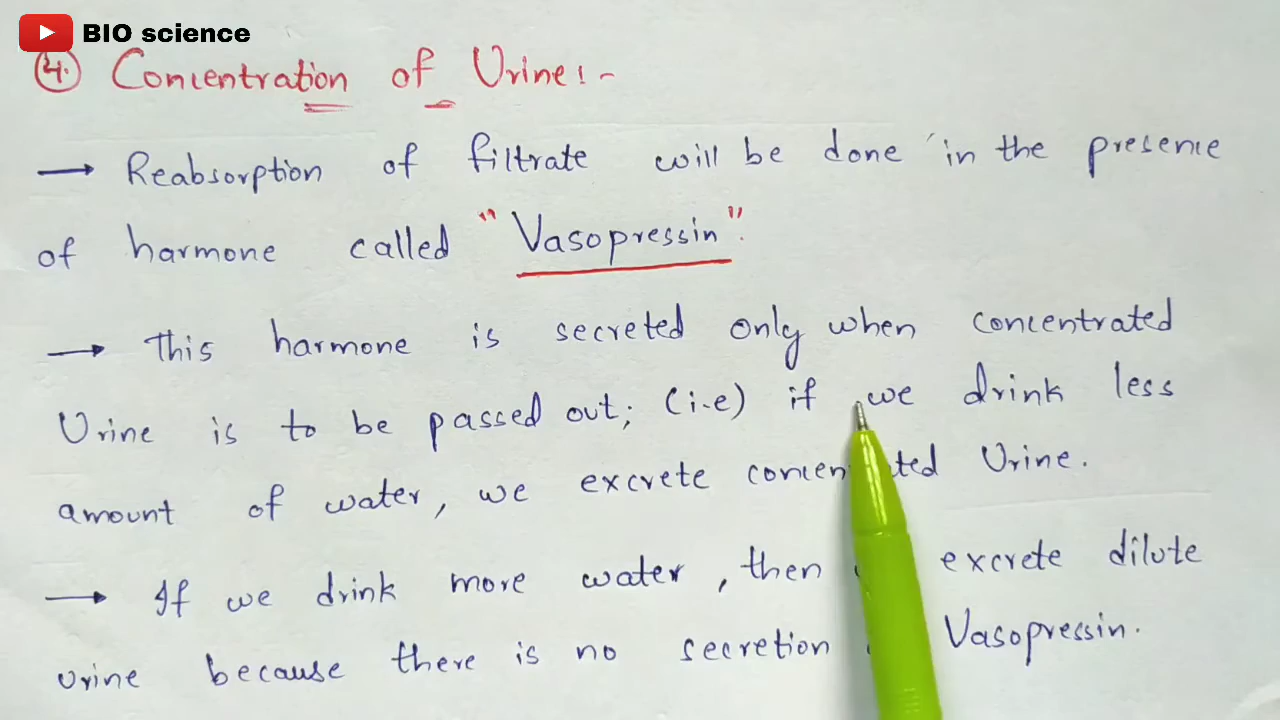 BIO science
4. Concentration of Urine:-
→ Reabsorption of filtrate will be done in the presence
of harmone called "Vasopressin".
→ This harmone is secreted only when concentrated
Urine is to be passed out; (i-e) if we drink less
amount of water, we excrete Urine.
→ If we drink more water, then excrete dilute
urine because there is no secretion Vasopressin.